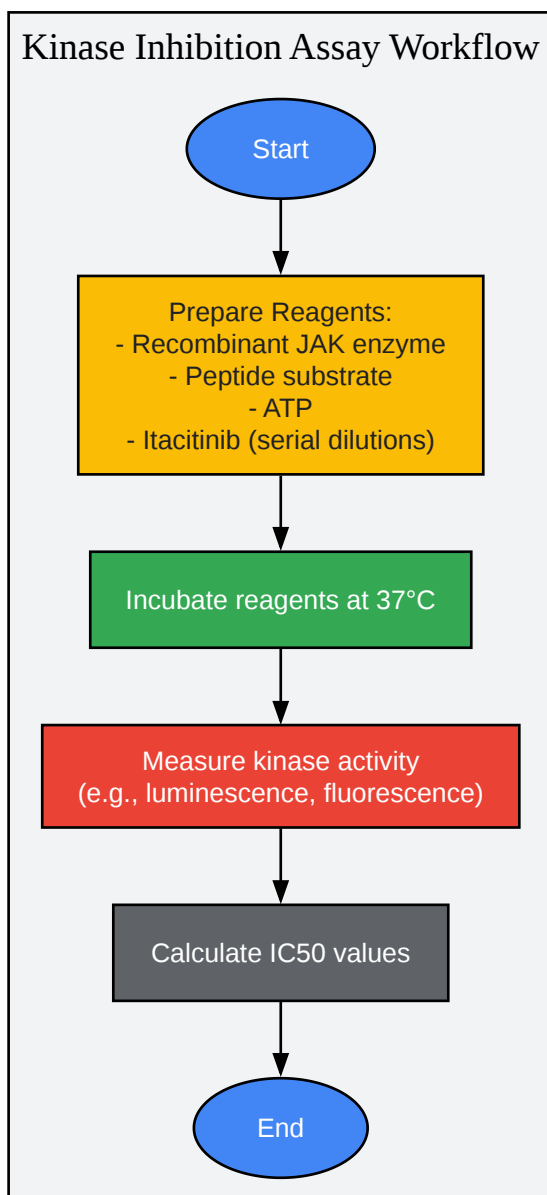 Kinase Inhibition Assay Workflow
Start
Prepare Reagents:
- Recombinant JAK enzyme
- Peptide substrate
- ATP
- Itacitinib (serial dilutions)
Incubate reagents at 37°C
Measure kinase activity
(e.g., luminescence, fluorescence)
Calculate IC50 values
End